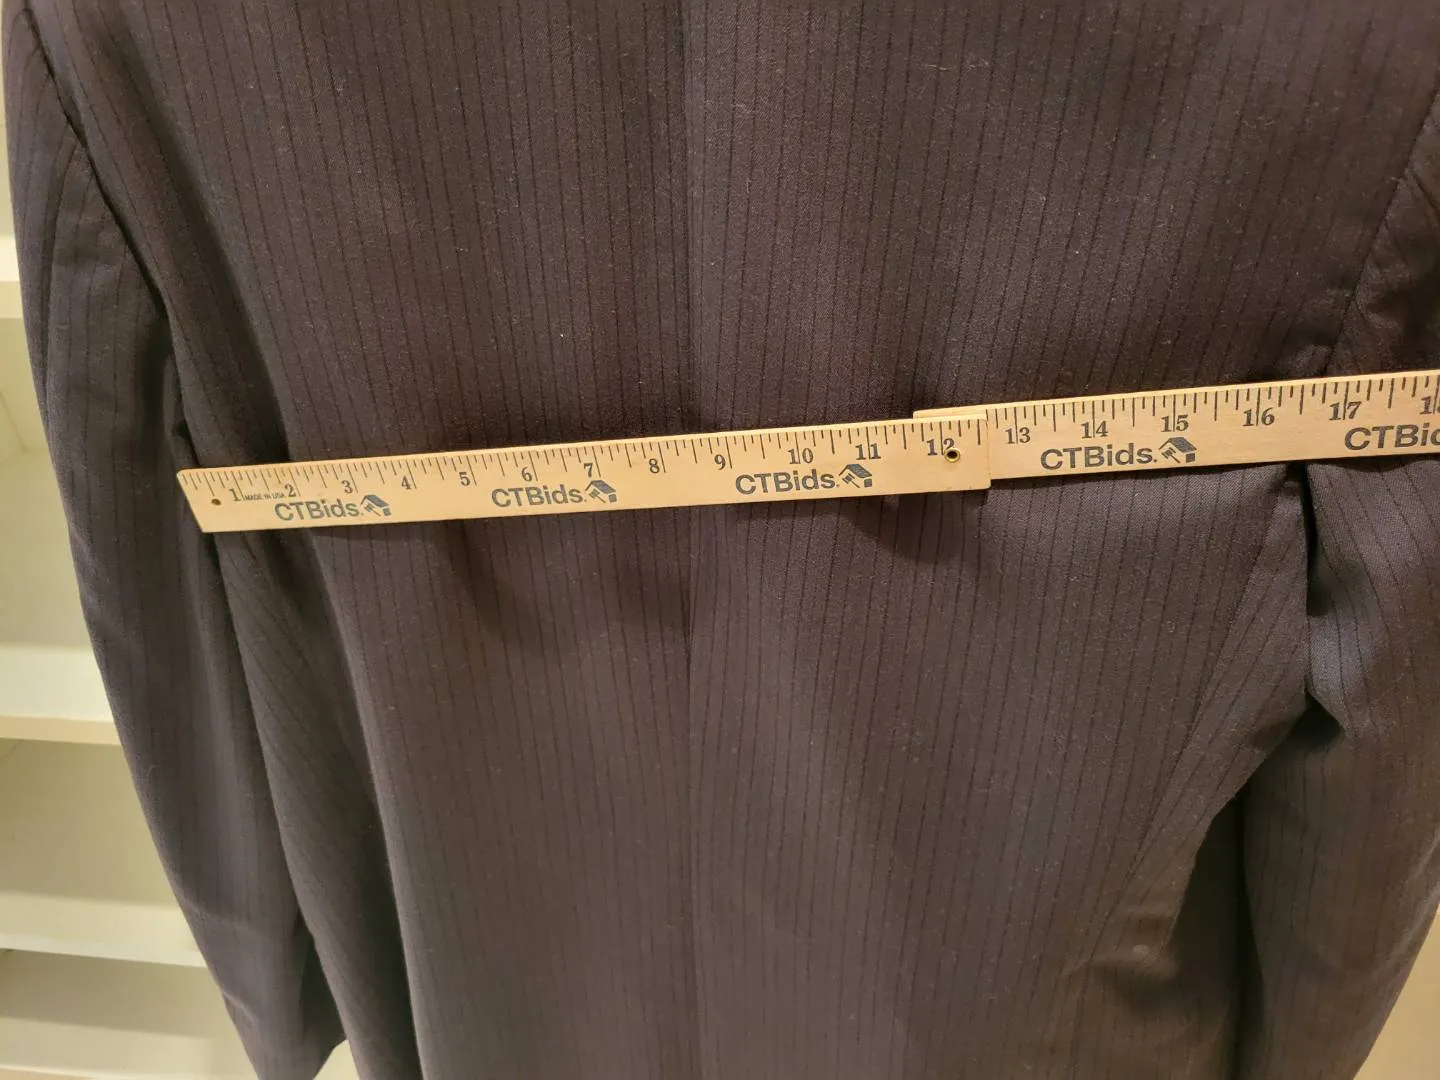 1 MADE IN USA 2 3 4 5 6 7 8 9 10 11 12 13 14 15 16 17
CTBids. CTBids. CTBids. CTBids. CTBi